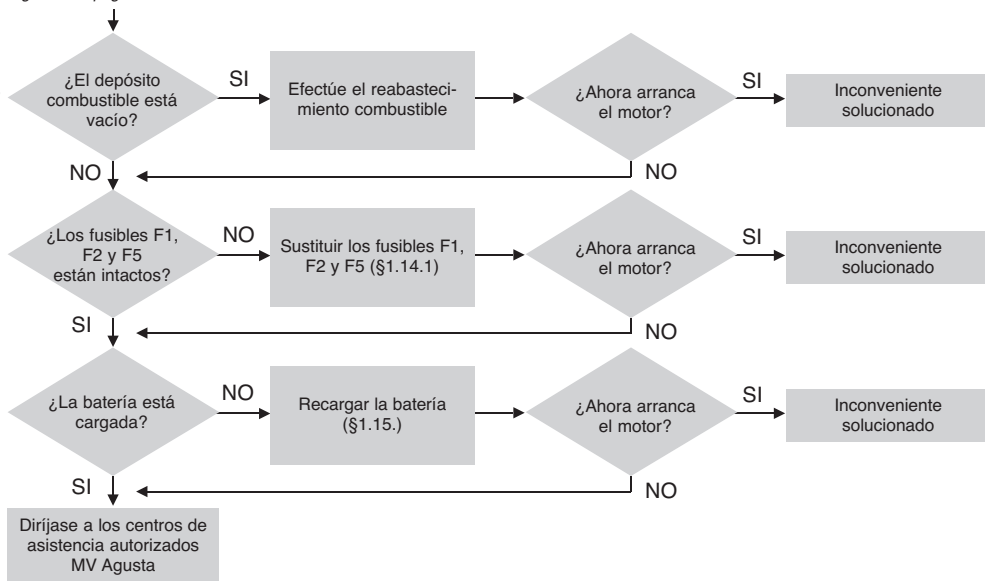 ¿El depósito
combustible está
vacío?
SI
Efectúe el reabasteci-
miento combustible
¿Ahora arranca
el motor?
SI
Inconveniente
solucionado
NO
NO
¿Los fusibles F1,
F2 y F5
están intactos?
NO
Sustituir los fusibles F1,
F2 y F5 (§1.14.1)
¿Ahora arranca
el motor?
SI
Inconveniente
solucionado
SI
NO
¿La batería está
cargada?
NO
Recargar la batería
(§1.15.)
¿Ahora arranca
el motor?
SI
Inconveniente
solucionado
SI
NO
Diríjase a los centros de
asistencia autorizados
MV Agusta